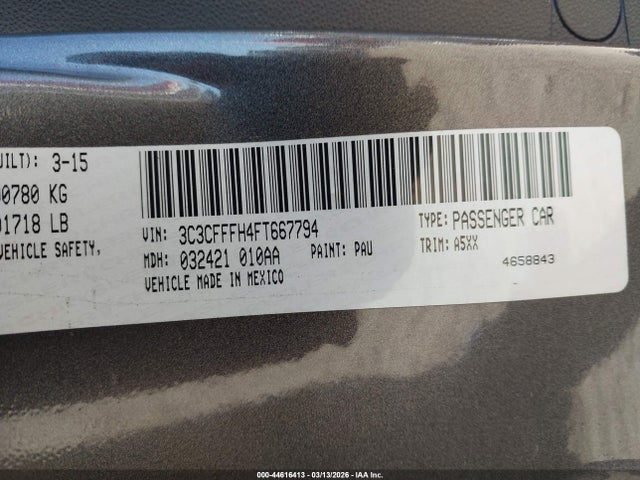 UILT): 3-15
00780 KG
01718 LB
VEHICLE SAFETY,
VIN: 3C3CFFFH4FT667794
MDH: 032421 010AA PAINT: PAU
VEHICLE MADE IN MEXICO
TYPE: PASSENGER CAR
TRIM: A5XX
4658843
000-44616413 - 03/13/2026 - IAA Inc.